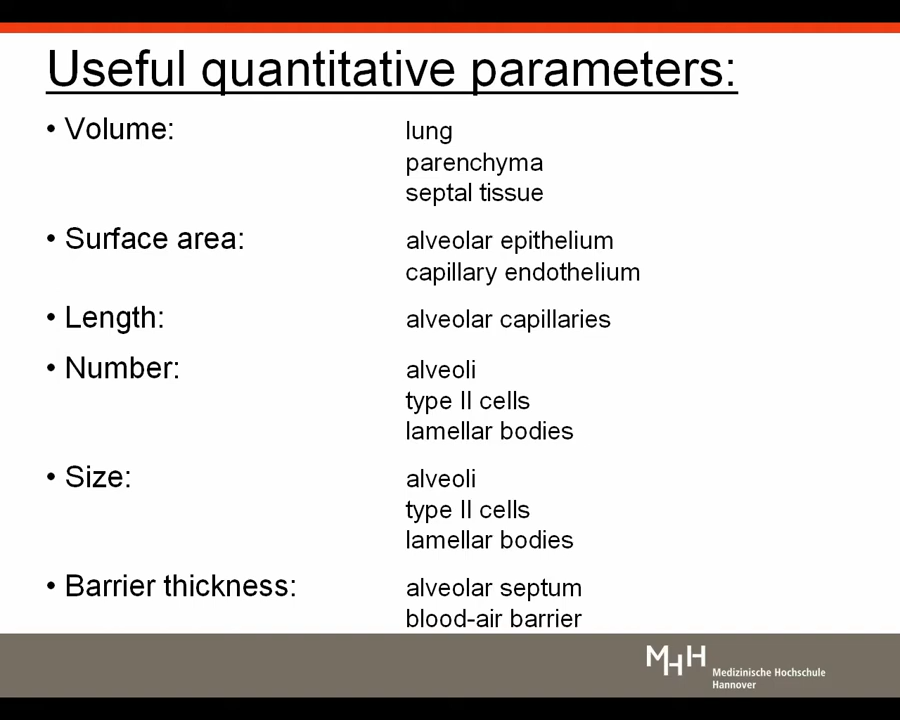 Useful quantitative parameters:
• Volume: lung
parenchyma
septal tissue
• Surface area: alveolar epithelium
capillary endothelium
• Length: alveolar capillaries
• Number: alveoli
type II cells
lamellar bodies
• Size: alveoli
type II cells
lamellar bodies
• Barrier thickness: alveolar septum
blood-air barrier
MHH
Medizinische Hochschule
Hannover